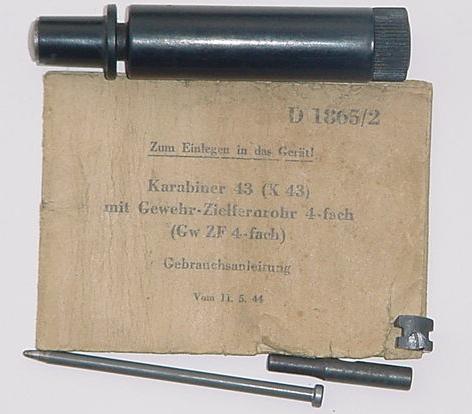 D 1865/2
Zum Einlegen in das Gerät!
Karabiner 43 (K 43)
mit Gewehr-Zielfernrohr 4-fach
(Gw ZF 4-fach)
Gebrauchsanleitung
Vom 11. 5. 44